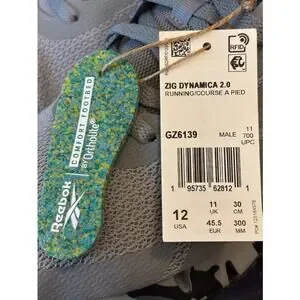 Reebok
COMFORT FOOTBED
BY Ortholite®
RFID
ZIG DYNAMICA 2.0
RUNNING/COURSE A PIED
GZ6139
MALE
11
700
UPC
1 95735 62812 1
12
USA
11
UK
30
CM
45.5
EUR
300
MM